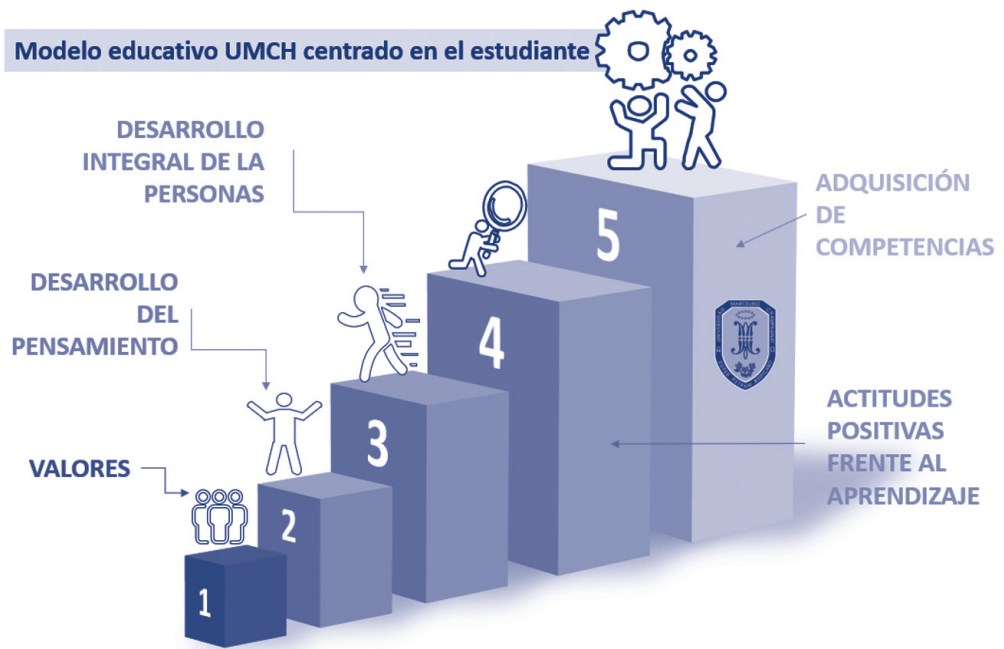 Modelo educativo UMCH centrado en el estudiante
DESARROLLO
INTEGRAL DE LA
PERSONAS
DESARROLLO
DEL
PENSAMIENTO
VALORES
1
2
3
4
5
ADQUISICIÓN
DE
COMPETENCIAS
ACTITUDES
POSITIVAS
FRENTE AL
APRENDIZAJE